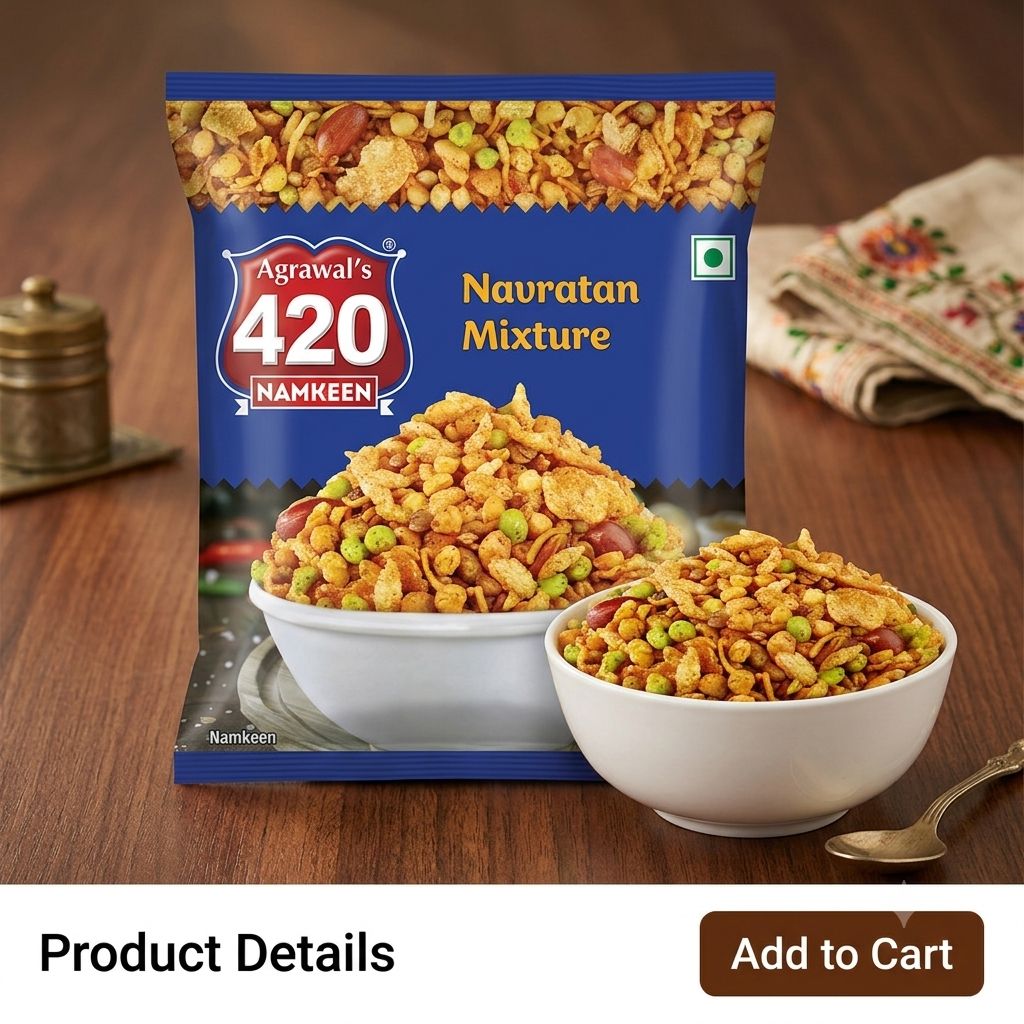 Agrawal's
420
NAMKEEN
Navratan
Mixture
Namkeen
Product Details
Add to Cart